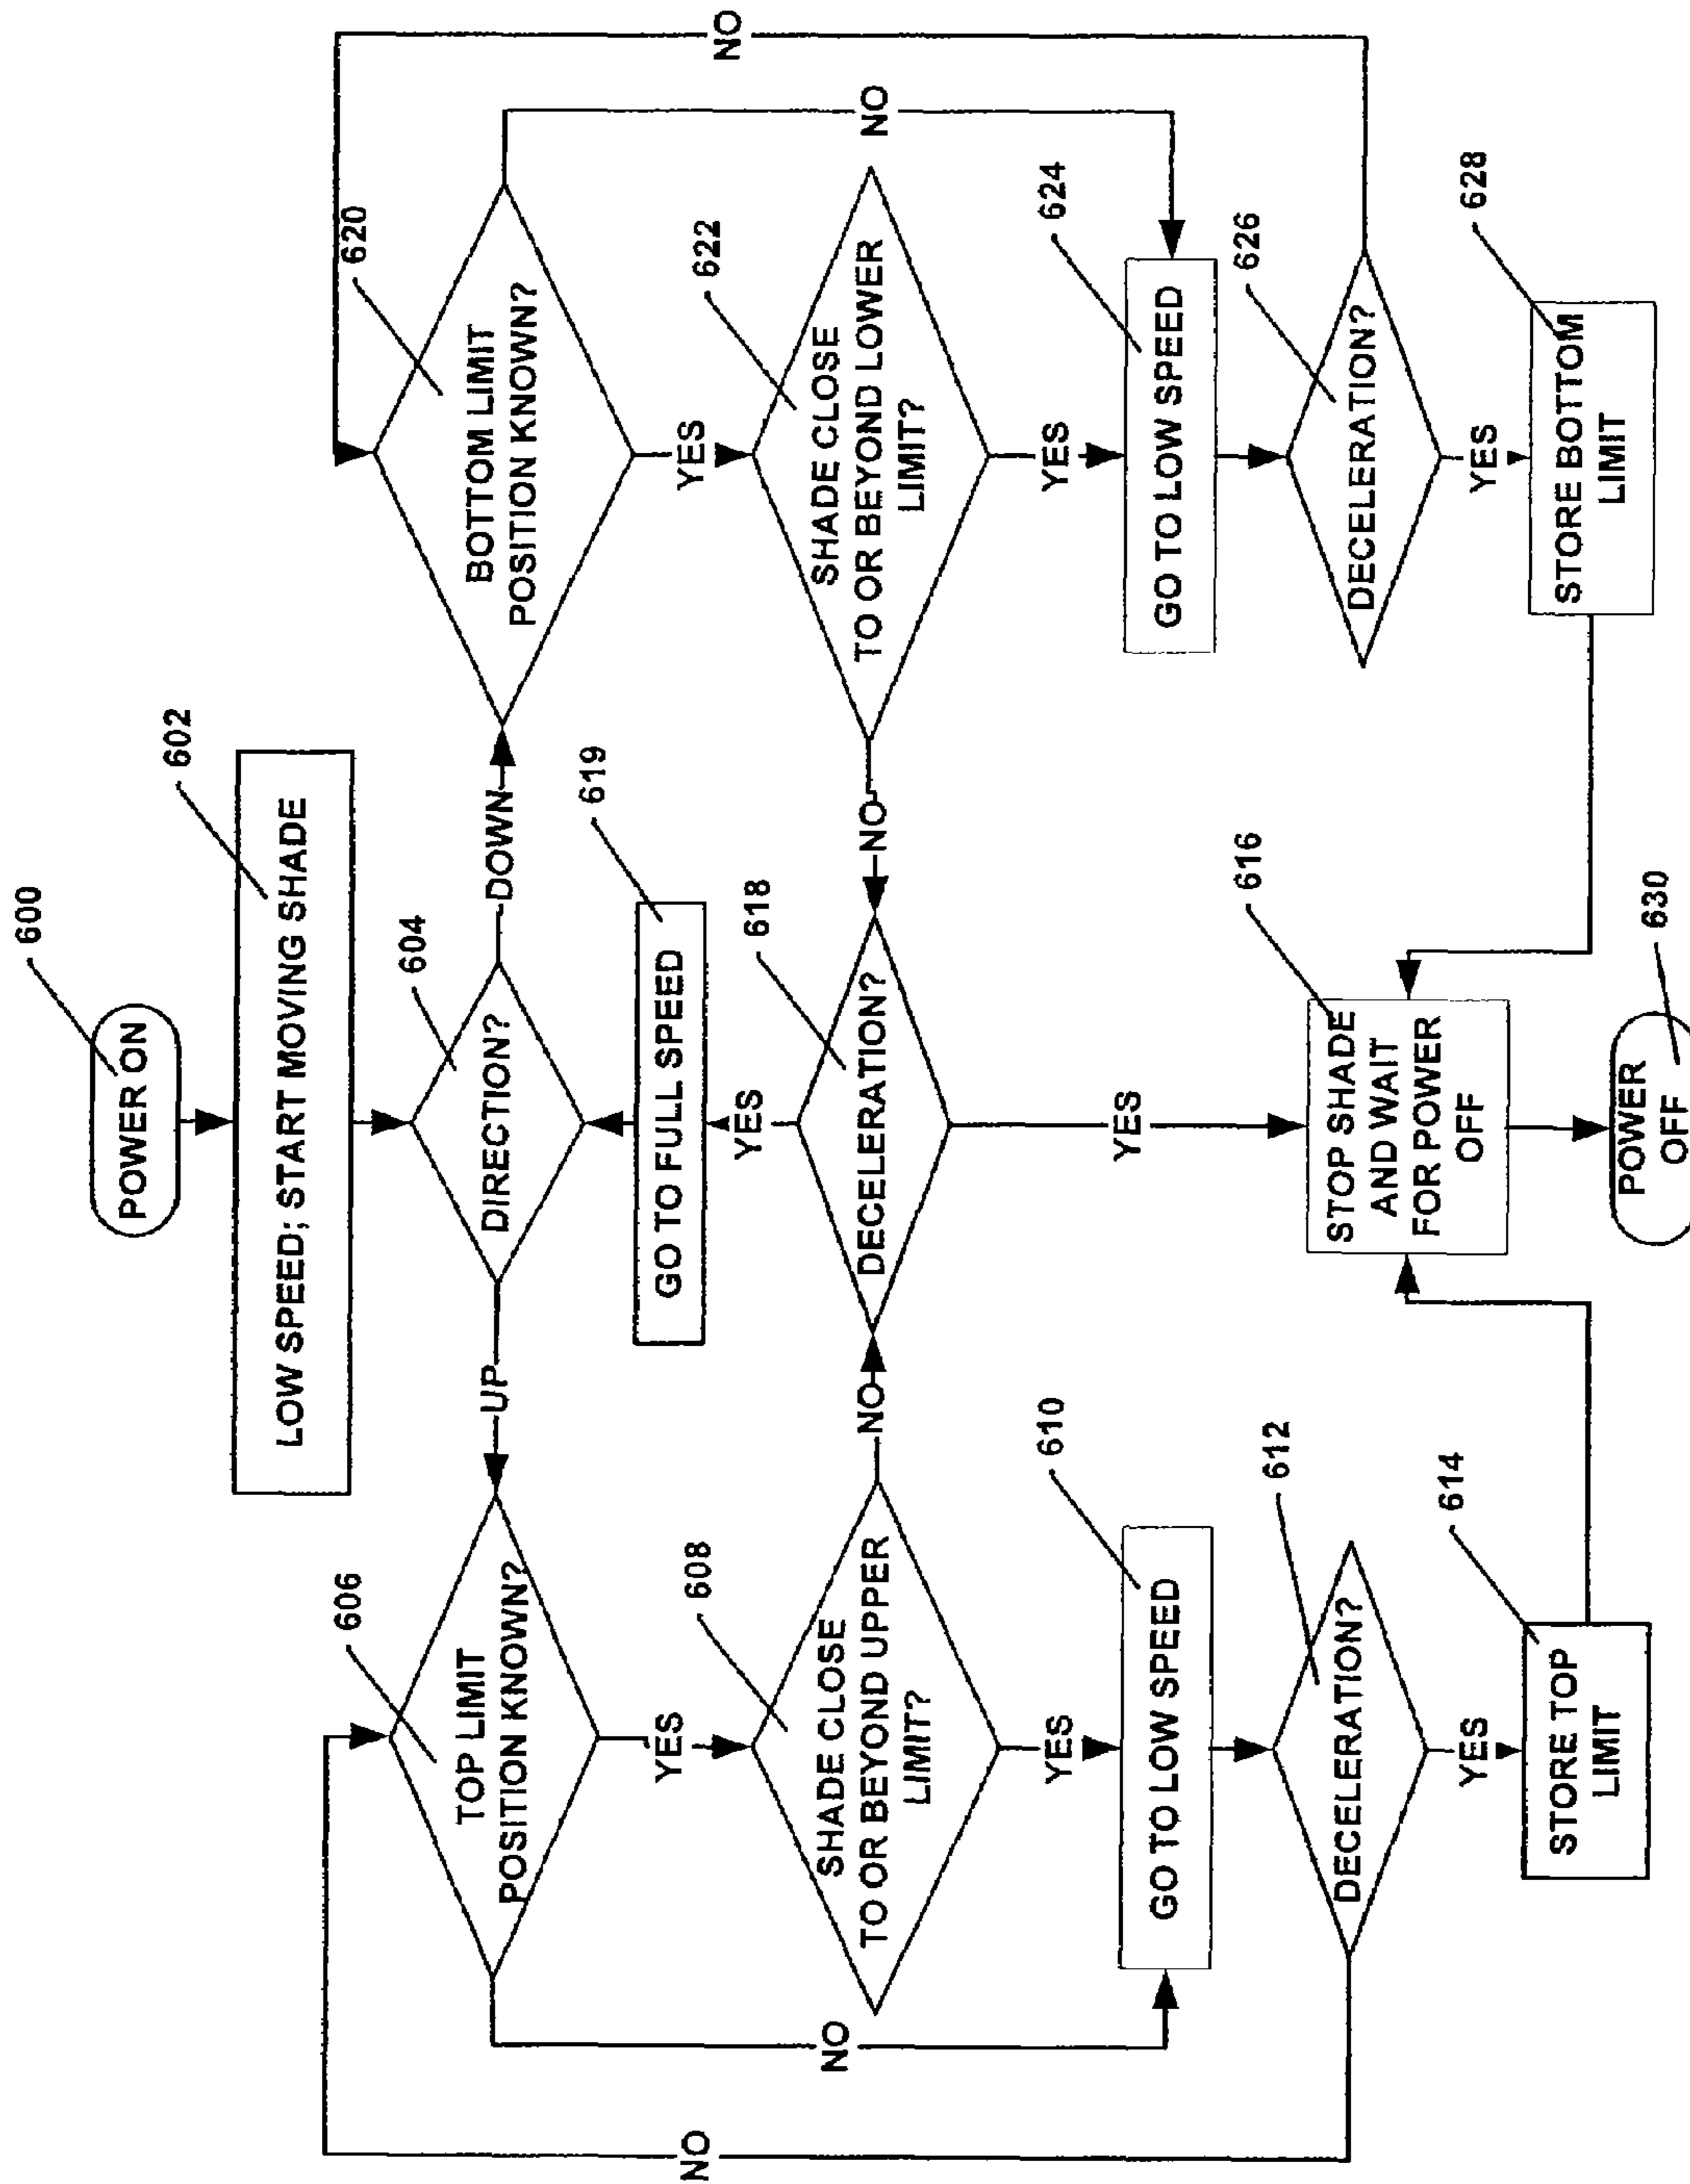 600
POWER ON
602
LOW SPEED; START MOVING SHADE
604
DIRECTION?
UP
DOWN
606
TOP LIMIT
POSITION KNOWN?
619
GO TO FULL SPEED
620
BOTTOM LIMIT
POSITION KNOWN?
NO
YES
YES
YES
NO
608
SHADE CLOSE
TO OR BEYOND UPPER
LIMIT?
NO
618
DECELERATION?
NO
622
SHADE CLOSE
TO OR BEYOND LOWER
LIMIT?
NO
NO
YES
YES
YES
610
GO TO LOW SPEED
624
GO TO LOW SPEED
612
DECELERATION?
616
STOP SHADE
AND WAIT
FOR POWER
OFF
626
DECELERATION?
YES
YES
614
STORE TOP
LIMIT
628
STORE BOTTOM
LIMIT
630
POWER
OFF